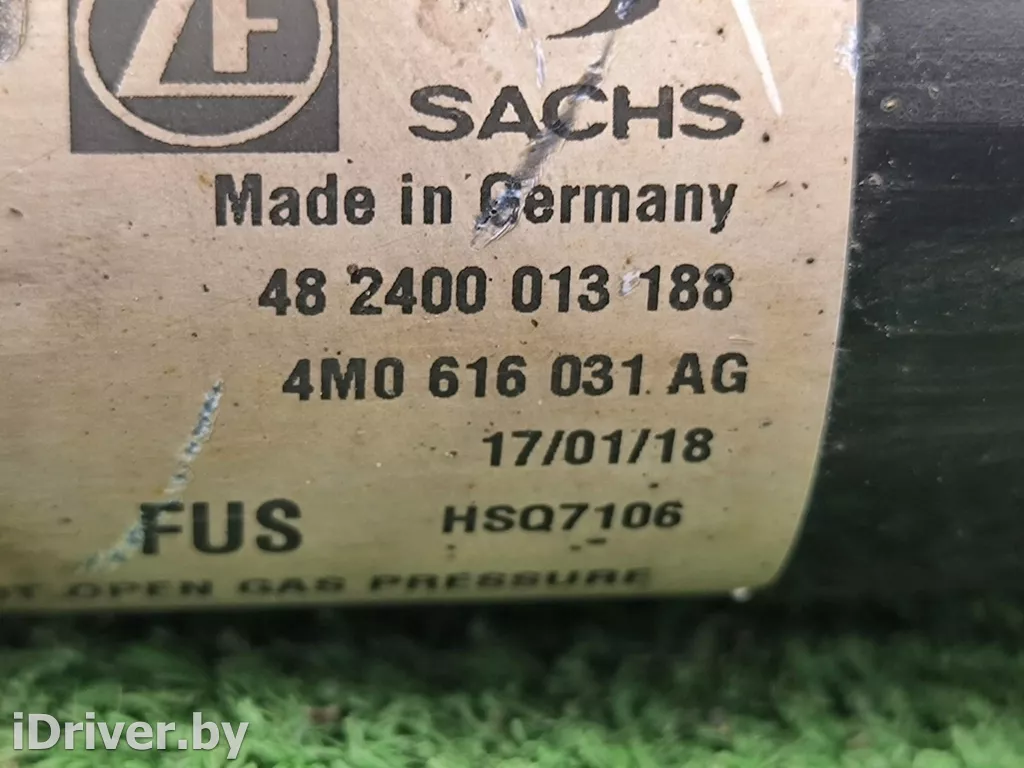 ZF
SACHS
Made in Germany
48 2400 013 188
4M0 616 031 AG
17/01/18
FUS HSQ7106
OPEN GAS PRESSURE
iDriver.by